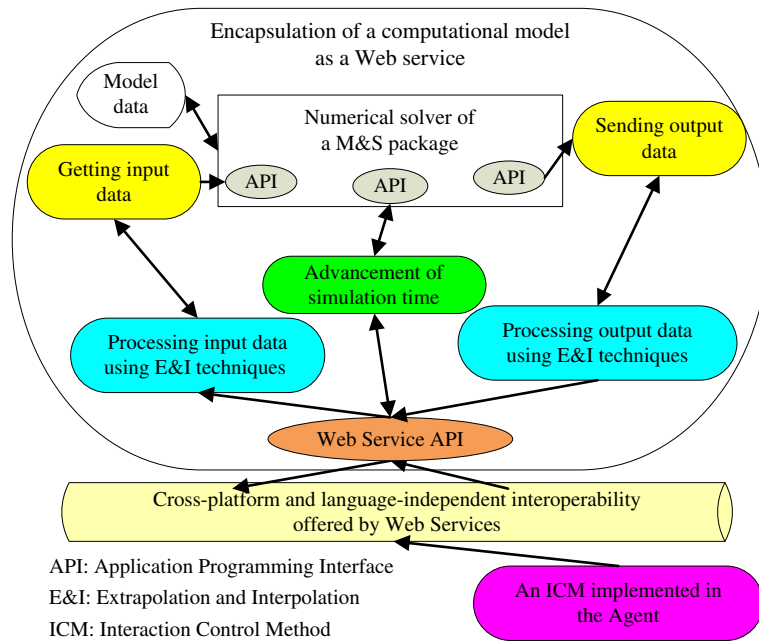 Encapsulation of a computational model
as a Web service
Model
data
Numerical solver of
a M&S package
Sending output
data
Getting input
data
API
API
API
Advancement of
simulation time
Processing input data
using E&I techniques
Processing output data
using E&I techniques
Web Service API
Cross-platform and language-independent interoperability
offered by Web Services
API: Application Programming Interface
E&I: Extrapolation and Interpolation
ICM: Interaction Control Method
An ICM implemented in
the Agent